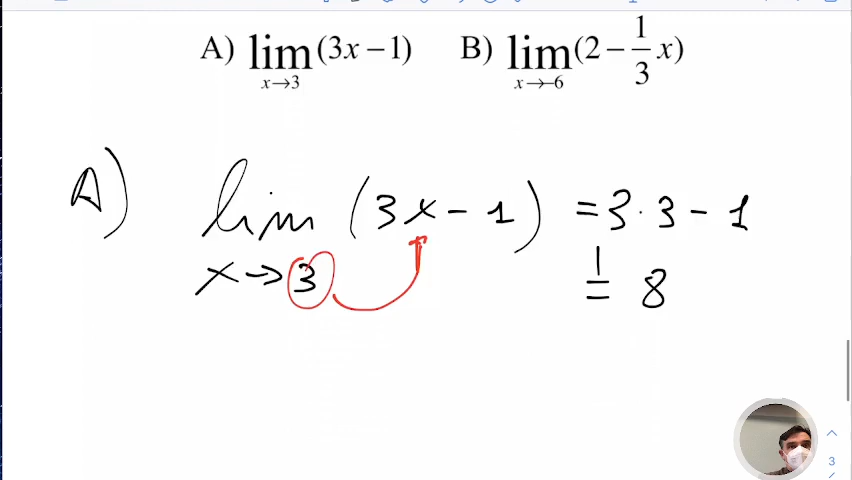 A) lim (3x − 1) B) lim (2 − 1/3 x)
x→3 x→−6
A) lim (3x − 1) = 3 · 3 − 1
x → 3 = 8
3